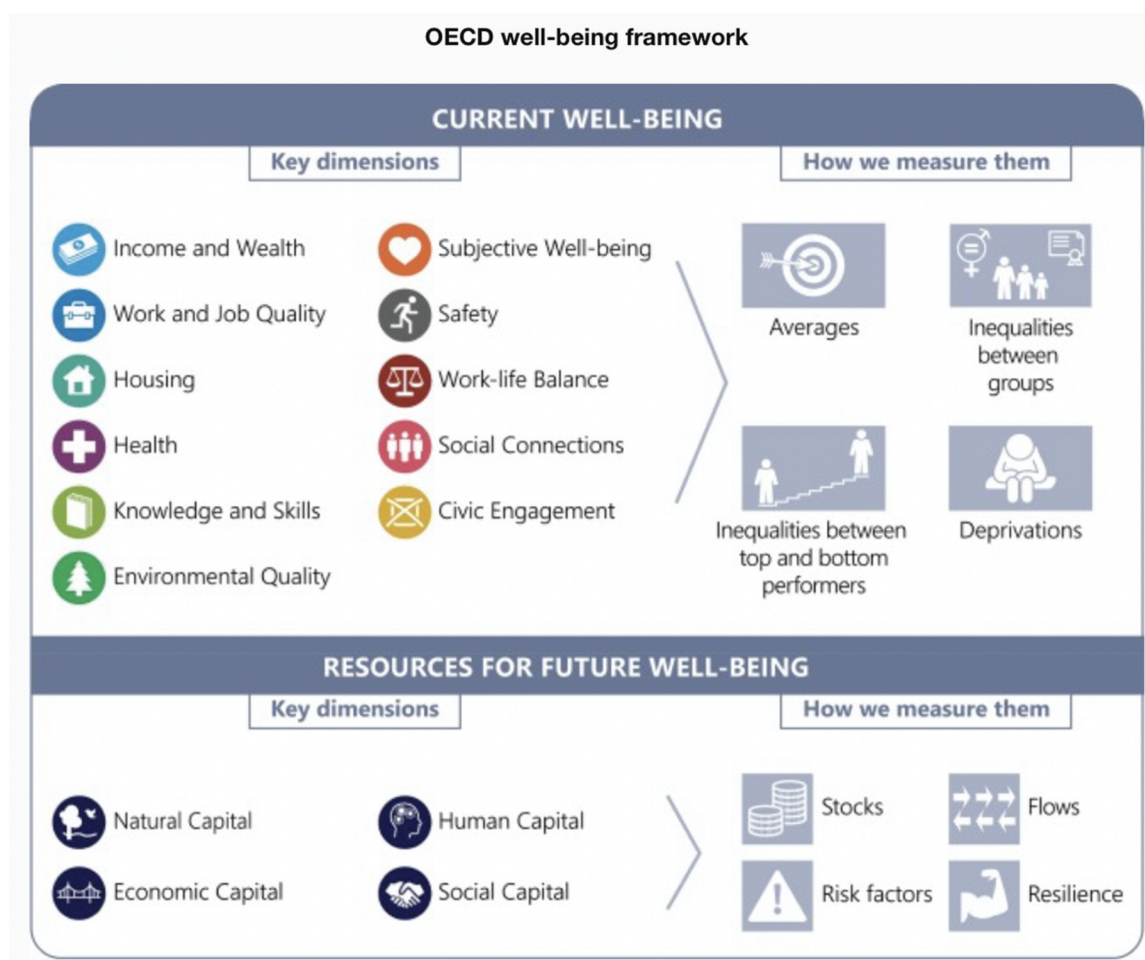 OECD well-being framework
CURRENT WELL-BEING
Key dimensions
How we measure them
Income and Wealth
Work and Job Quality
Housing
Health
Knowledge and Skills
Environmental Quality
Subjective Well-being
Safety
Work-life Balance
Social Connections
Civic Engagement
Averages
Inequalities
between
groups
Inequalities between
top and bottom
performers
Deprivations
RESOURCES FOR FUTURE WELL-BEING
Key dimensions
How we measure them
Natural Capital
Economic Capital
Human Capital
Social Capital
Stocks
Flows
Risk factors
Resilience